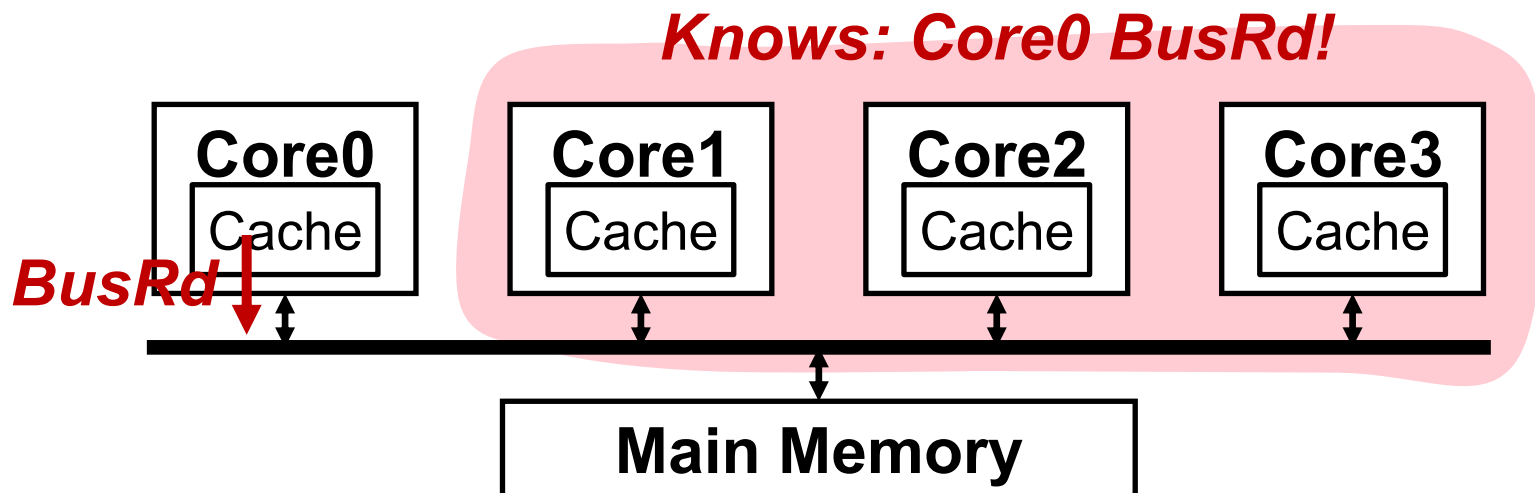 Knows: Core0 BusRd!
Core0 Core1 Core2 Core3
Cache Cache Cache Cache
BusRd
Main Memory